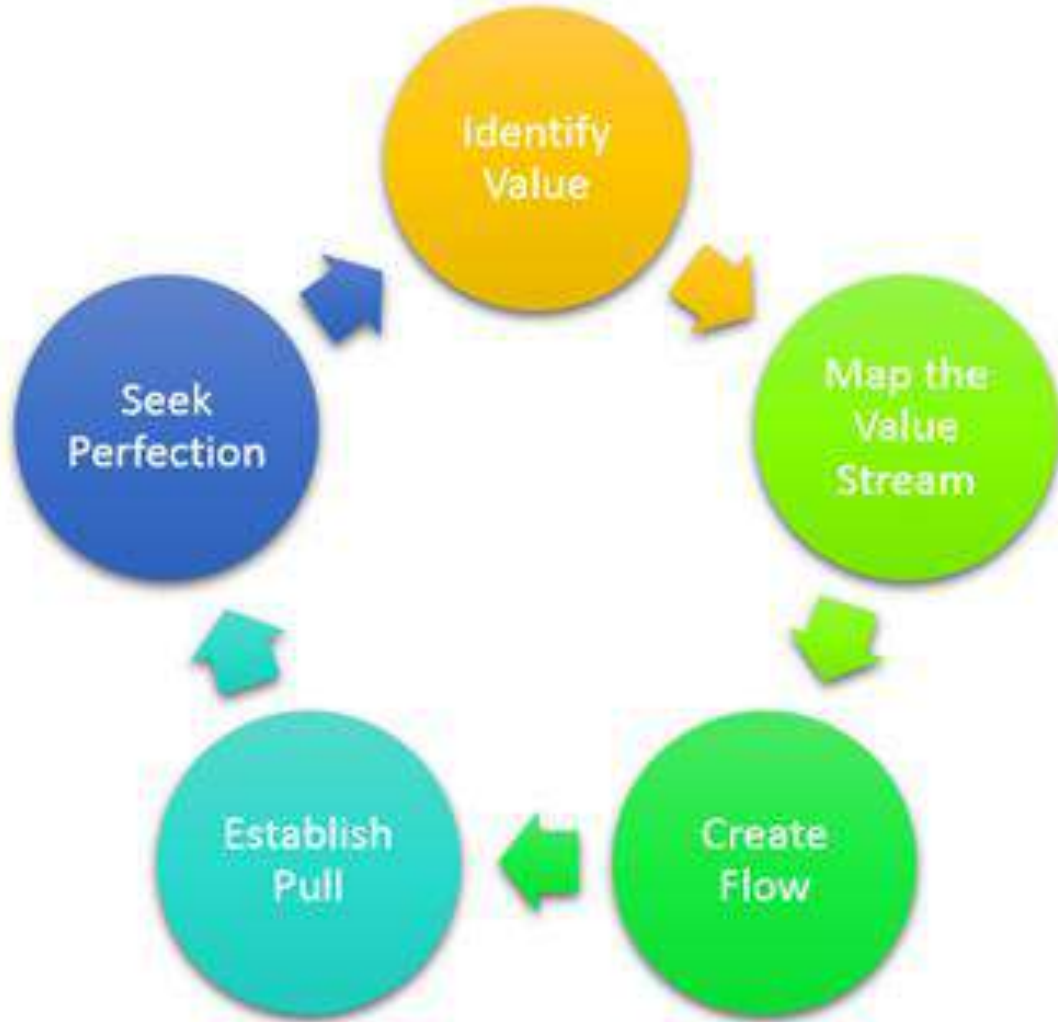 Identify
Value
Map the
Value
Stream
Create
Flow
Establish
Pull
Seek
Perfection